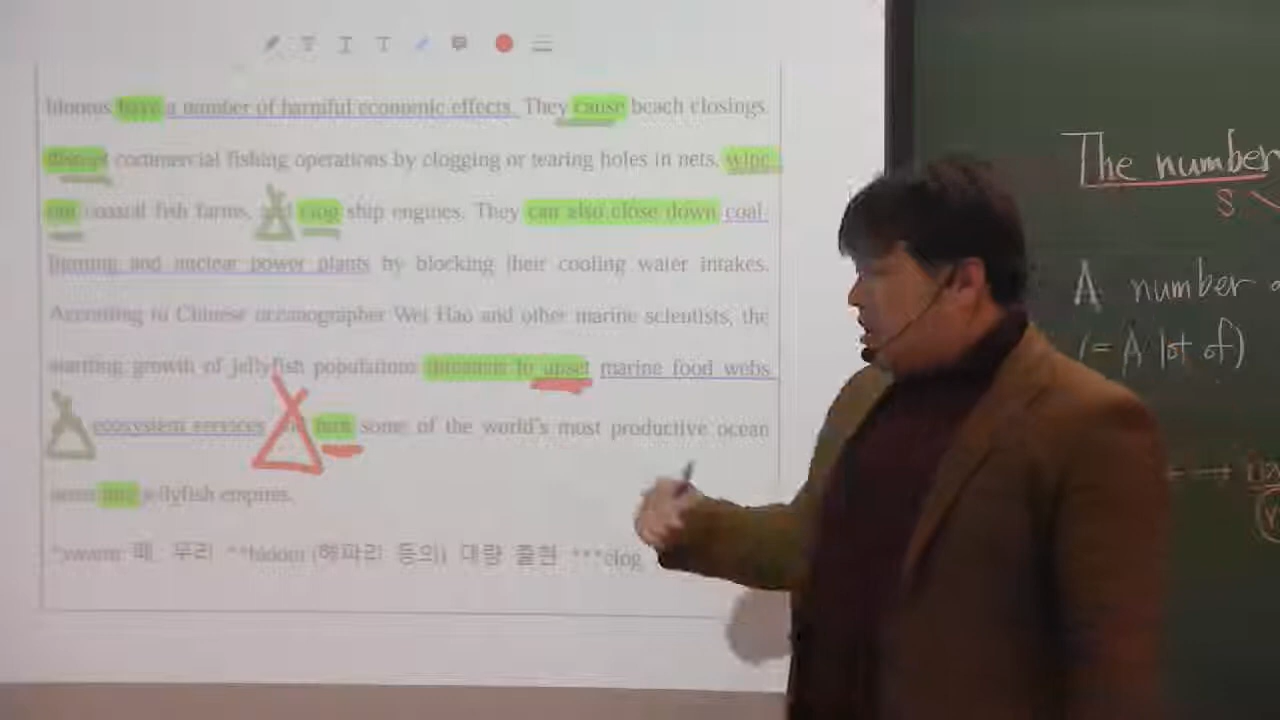 blooms have a number of harmful economic effects. They cause beach closings.
disrupt commercial fishing operations by clogging or tearing holes in nets, wipe
out coastal fish farms, and clog ship engines. They can also close down coal-
burning and nuclear power plants by blocking their cooling water intakes.
According to Chinese oceanographer Wei Hao and other marine scientists, the
startling growth of jellyfish populations threatens to upset marine food webs
ecosystem services and turn some of the world's most productive ocean
areas into jellyfish empires.
*swarm 떼, 무리 **bloom (해파리 등의) 대량 출현 ***clog
The number
S
A number
(= A lot of)